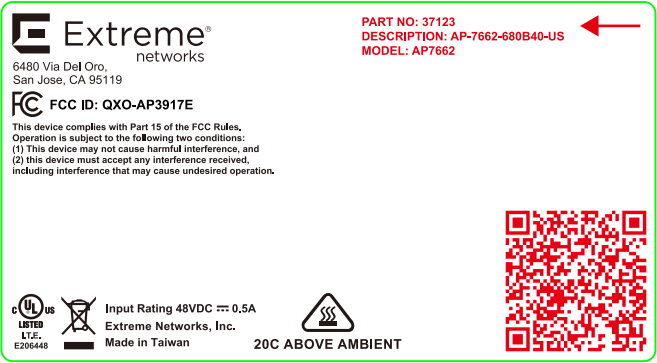 Extreme®
networks
6480 Via Del Oro,
San Jose, CA 95119
FCC ID: QXO-AP3917E
This device complies with Part 15 of the FCC Rules.
Operation is subject to the following two conditions:
(1) This device may not cause harmful interference, and
(2) this device must accept any interference received,
including interference that may cause undesired operation.
PART NO: 37123
DESCRIPTION: AP-7662-680B40-US
MODEL: AP7662
C UL US
LISTED
I.T.E.
E206448
Input Rating 48VDC ⎓ 0.5A
Extreme Networks, Inc.
Made in Taiwan
20C ABOVE AMBIENT